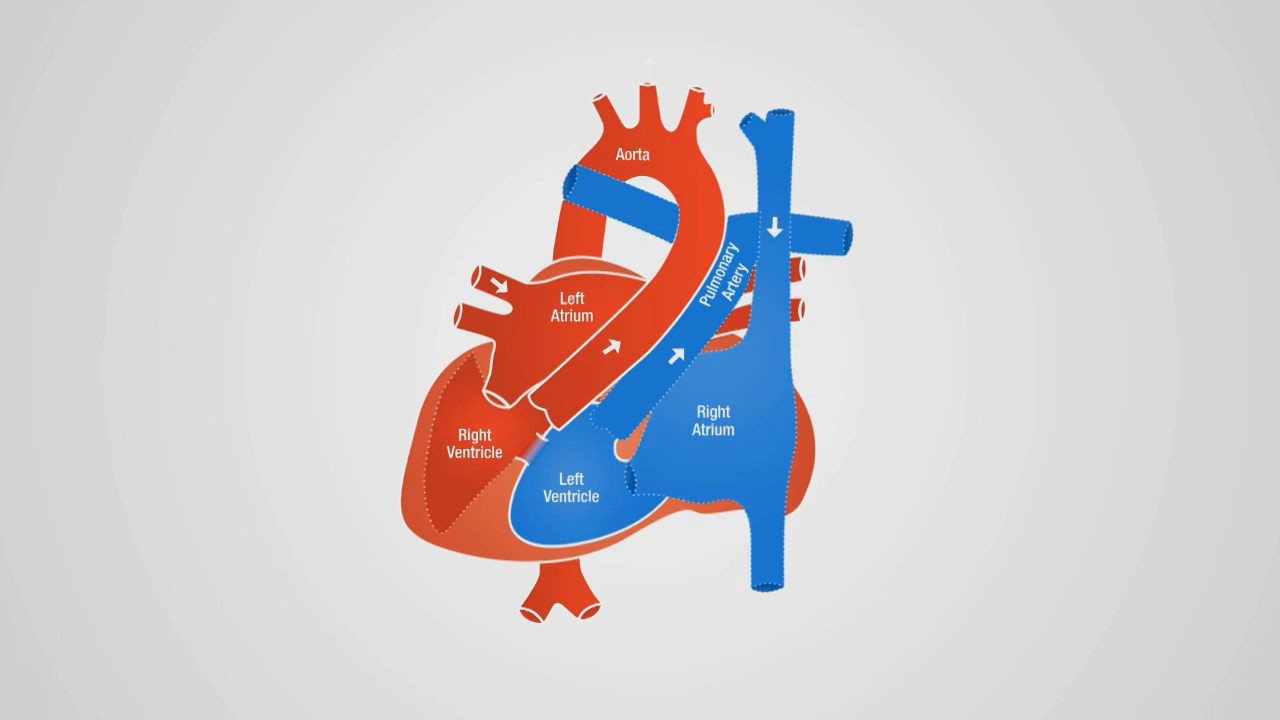 Aorta
Pulmonary
Artery
Left
Atrium
Right
Atrium
Right
Ventricle
Left
Ventricle